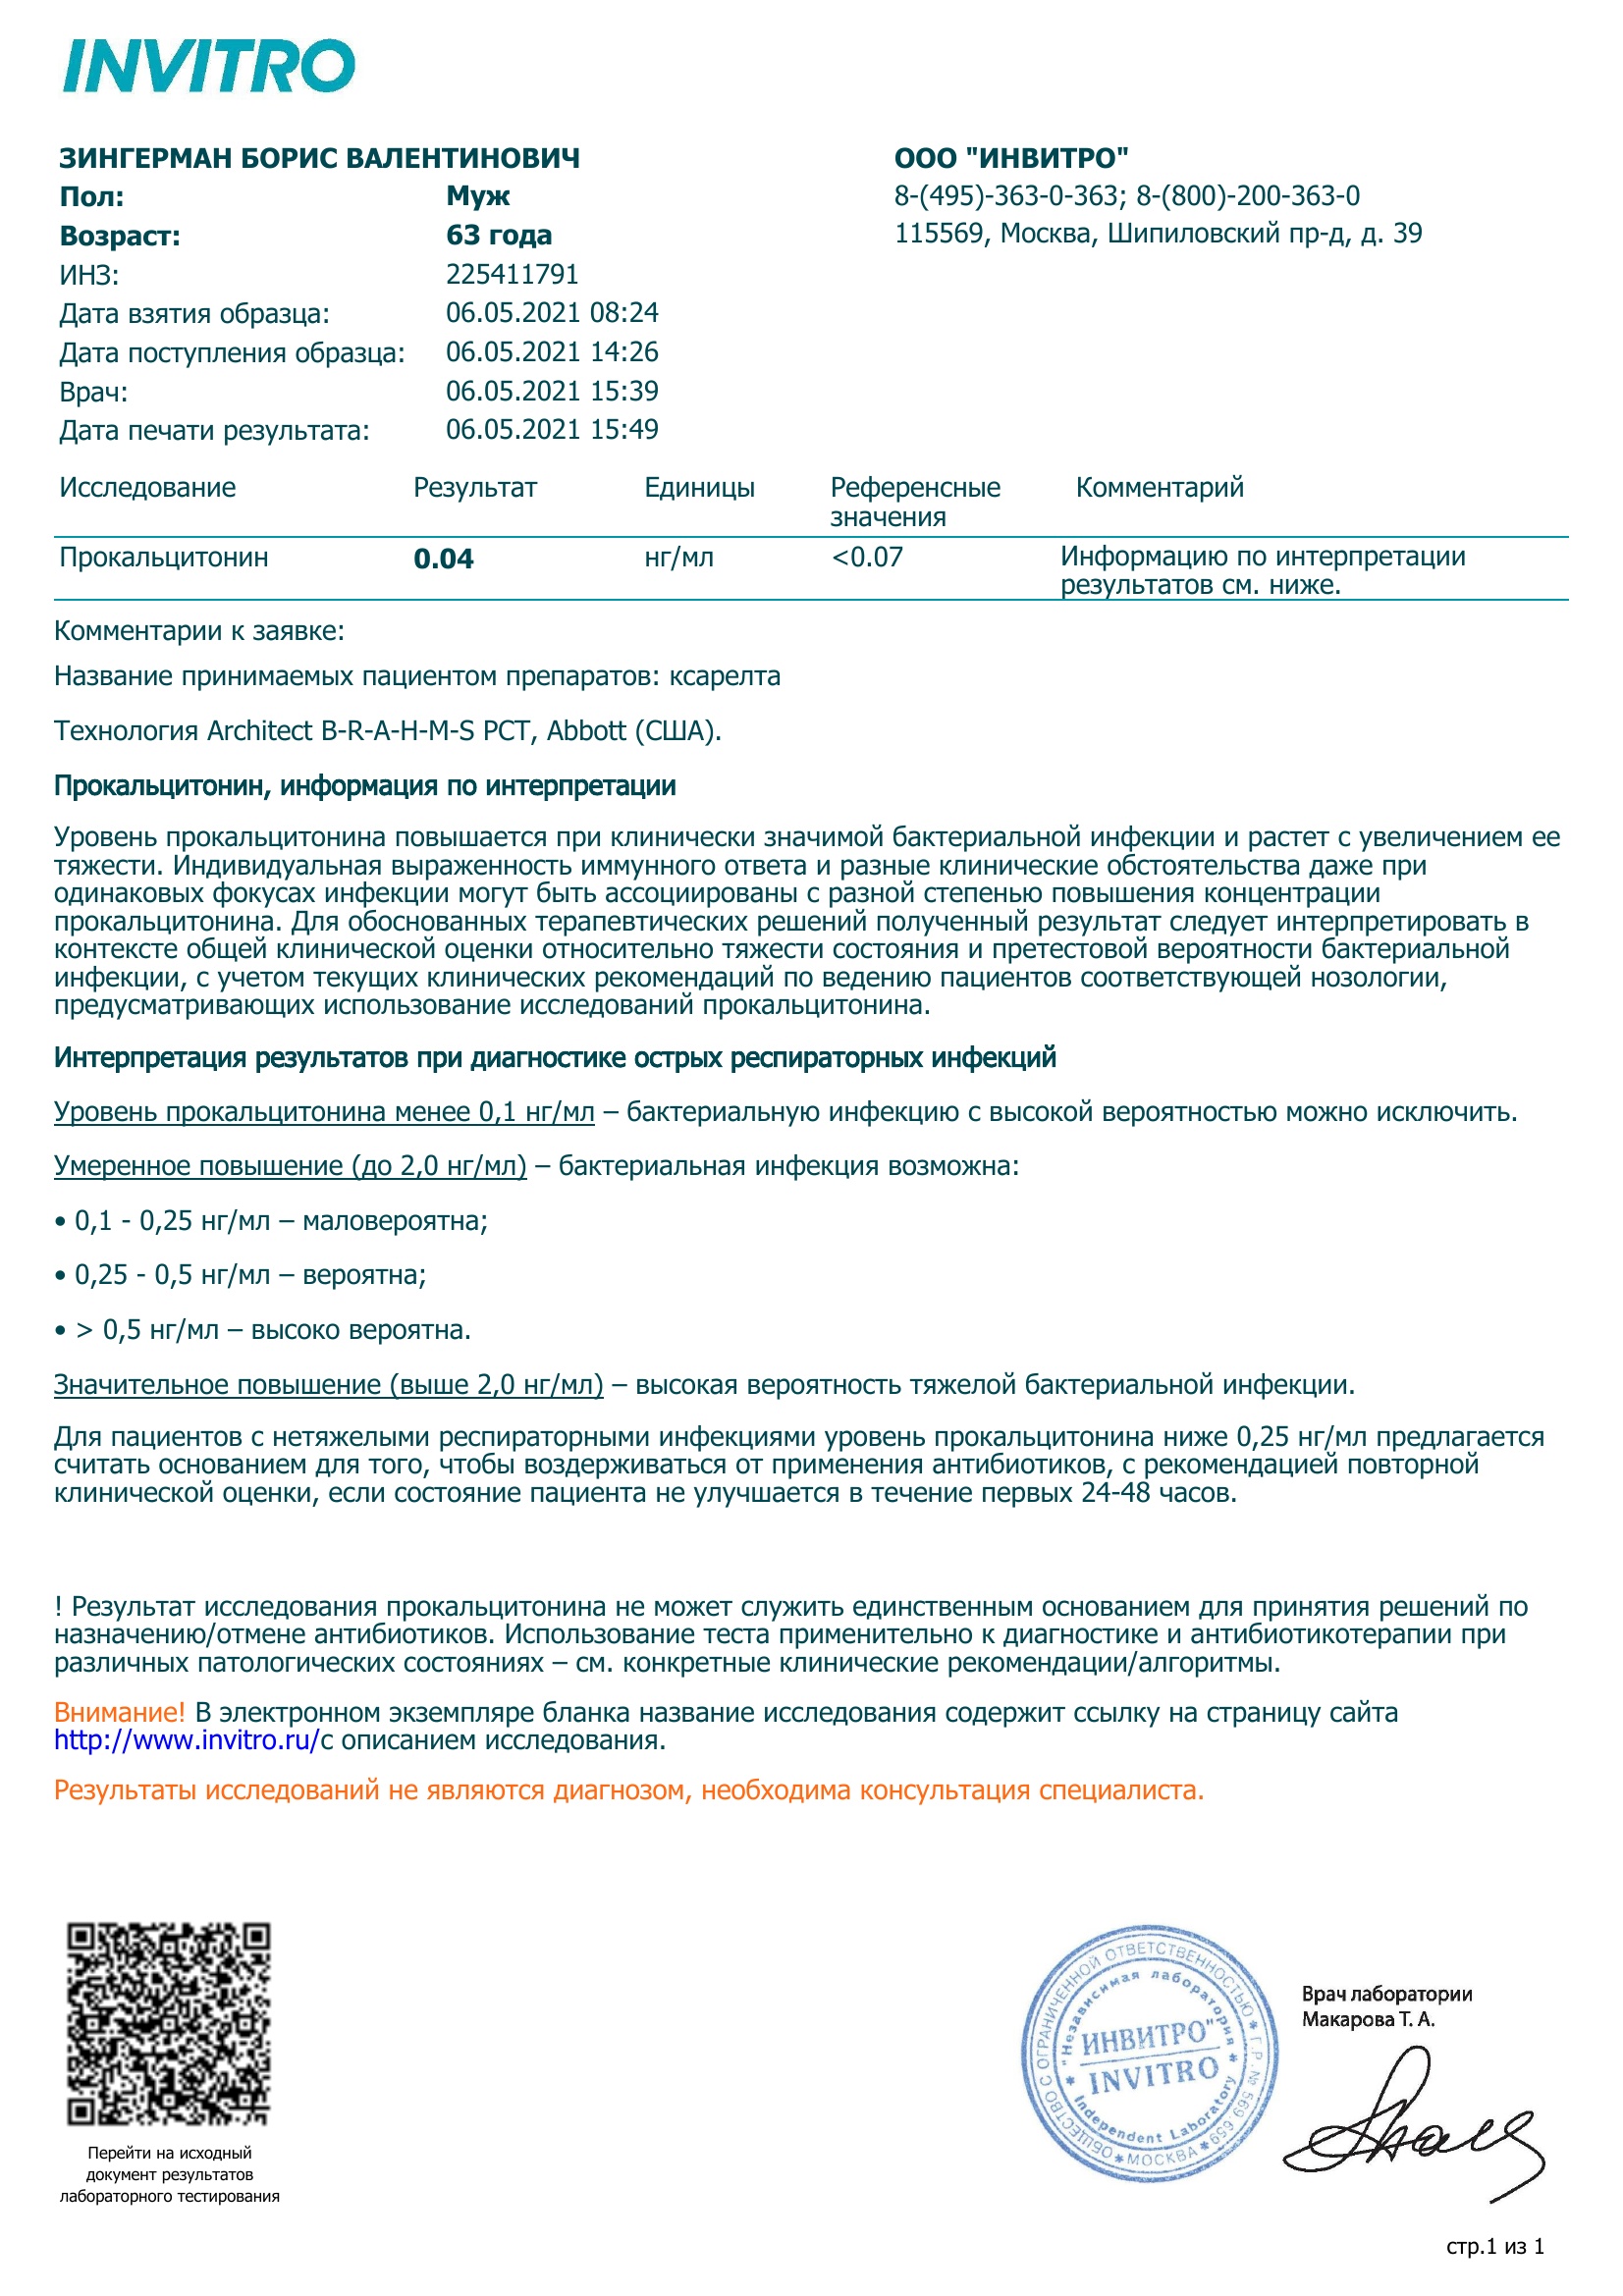 INVITRO
ЗИНГЕРМАН БОРИС ВАЛЕНТИНОВИЧ
Пол: Муж
Возраст: 63 года
ИНЗ: 225411791
Дата взятия образца: 06.05.2021 08:24
Дата поступления образца: 06.05.2021 14:26
Врач: 06.05.2021 15:39
Дата печати результата: 06.05.2021 15:49
ООО "ИНВИТРО"
8-(495)-363-0-363; 8-(800)-200-363-0
115569, Москва, Шипиловский пр-д, д. 39
Исследование Результат Единицы Референсные значения Комментарий
Прокальцитонин 0.04 нг/мл <0.07 Информацию по интерпретации
результатов см. ниже.
Комментарии к заявке:
Название принимаемых пациентом препаратов: ксарелта
Технология Architect B-R-A-H-M-S PCT, Abbott (США).
Прокальцитонин, информация по интерпретации
Уровень прокальцитонина повышается при клинически значимой бактериальной инфекции и растет с увеличением ее
тяжести. Индивидуальная выраженность иммунного ответа и разные клинические обстоятельства даже при
одинаковых фокусах инфекции могут быть ассоциированы с разной степенью повышения концентрации
прокальцитонина. Для обоснованных терапевтических решений полученный результат следует интерпретировать в
контексте общей клинической оценки относительно тяжести состояния и претестовой вероятности бактериальной
инфекции, с учетом текущих клинических рекомендаций по ведению пациентов соответствующей нозологии,
предусматривающих использование исследований прокальцитонина.
Интерпретация результатов при диагностике острых респираторных инфекций
Уровень прокальцитонина менее 0,1 нг/мл – бактериальную инфекцию с высокой вероятностью можно исключить.
Умеренное повышение (до 2,0 нг/мл) – бактериальная инфекция возможна:
• 0,1 - 0,25 нг/мл – маловероятна;
• 0,25 - 0,5 нг/мл – вероятна;
• > 0,5 нг/мл – высоко вероятна.
Значительное повышение (выше 2,0 нг/мл) – высокая вероятность тяжелой бактериальной инфекции.
Для пациентов с нетяжелыми респираторными инфекциями уровень прокальцитонина ниже 0,25 нг/мл предлагается
считать основанием для того, чтобы воздерживаться от применения антибиотиков, с рекомендацией повторной
клинической оценки, если состояние пациента не улучшается в течение первых 24-48 часов.
! Результат исследования прокальцитонина не может служить единственным основанием для принятия решений по
назначению/отмене антибиотиков. Использование теста применительно к диагностике и антибиотикотерапии при
различных патологических состояниях – см. конкретные клинические рекомендации/алгоритмы.
Внимание! В электронном экземпляре бланка название исследования содержит ссылку на страницу сайта
http://www.invitro.ru/с описанием исследования.
Результаты исследований не являются диагнозом, необходима консультация специалиста.
Перейти на исходный
документ результатов
лабораторного тестирования
ОБЩЕСТВО С ОГРАНИЧЕННОЙ ОТВЕТСТВЕННОСТЬЮ * Г.Р. № 569 659 * МОСКВА *
"Независимая лаборатория
ИНВИТРО"
INVITRO
Independent Laboratory
Врач лаборатории
Макарова Т. А.
стр.1 из 1